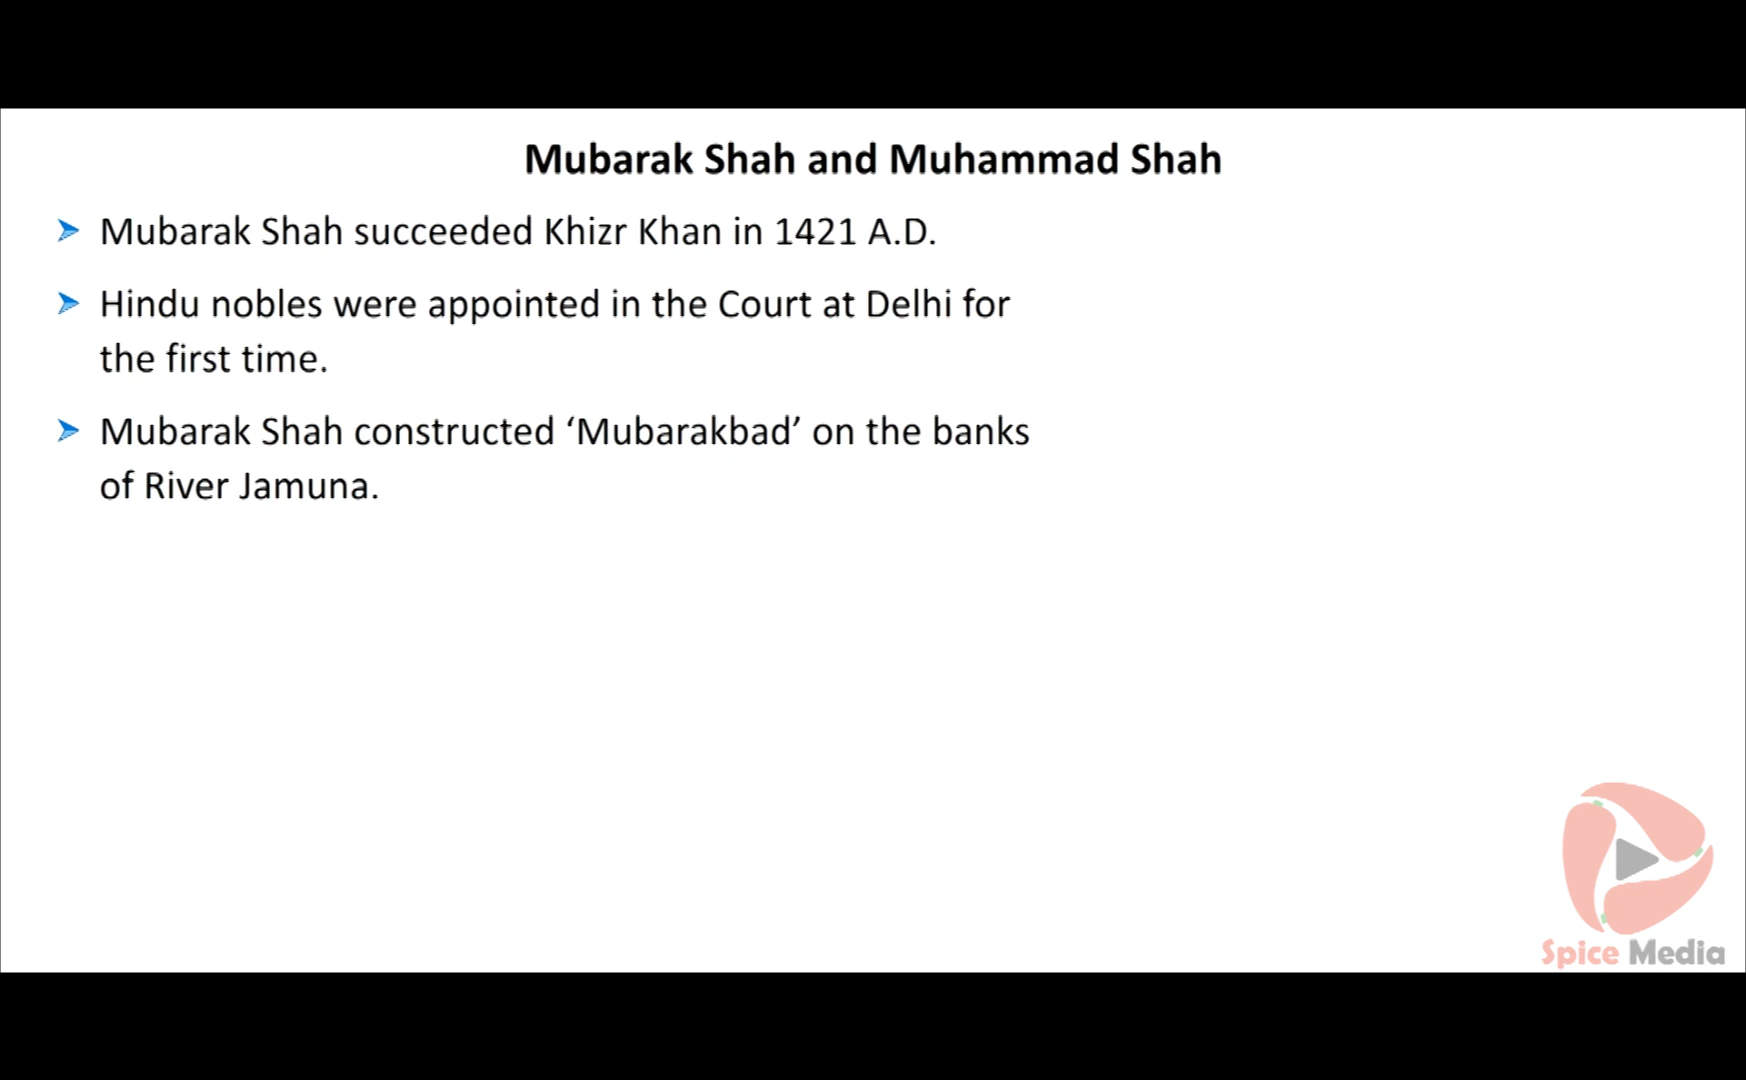 Mubarak Shah and Muhammad Shah
Mubarak Shah succeeded Khizr Khan in 1421 A.D.
Hindu nobles were appointed in the Court at Delhi for
the first time.
Mubarak Shah constructed ‘Mubarakbad’ on the banks
of River Jamuna.
Spice Media